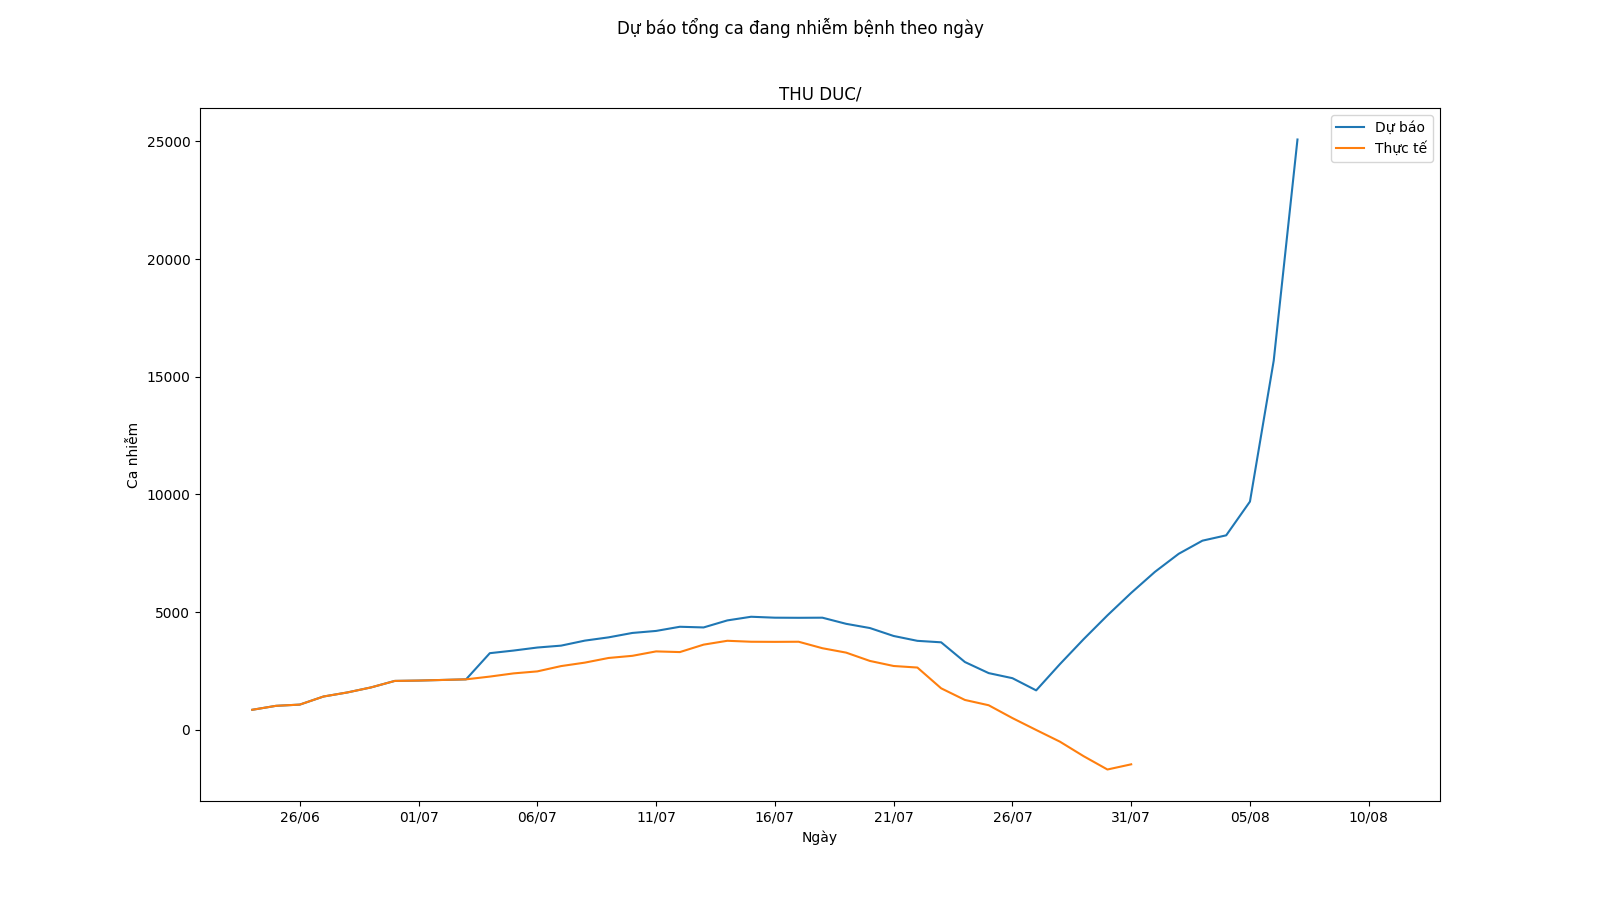 Dự báo tổng ca đang nhiễm bệnh theo ngày
THU DUC/
Dự báo
Thực tế
25000
20000
15000
10000
5000
0
Ca nhiễm
26/06 01/07 06/07 11/07 16/07 21/07 26/07 31/07 05/08 10/08
Ngày